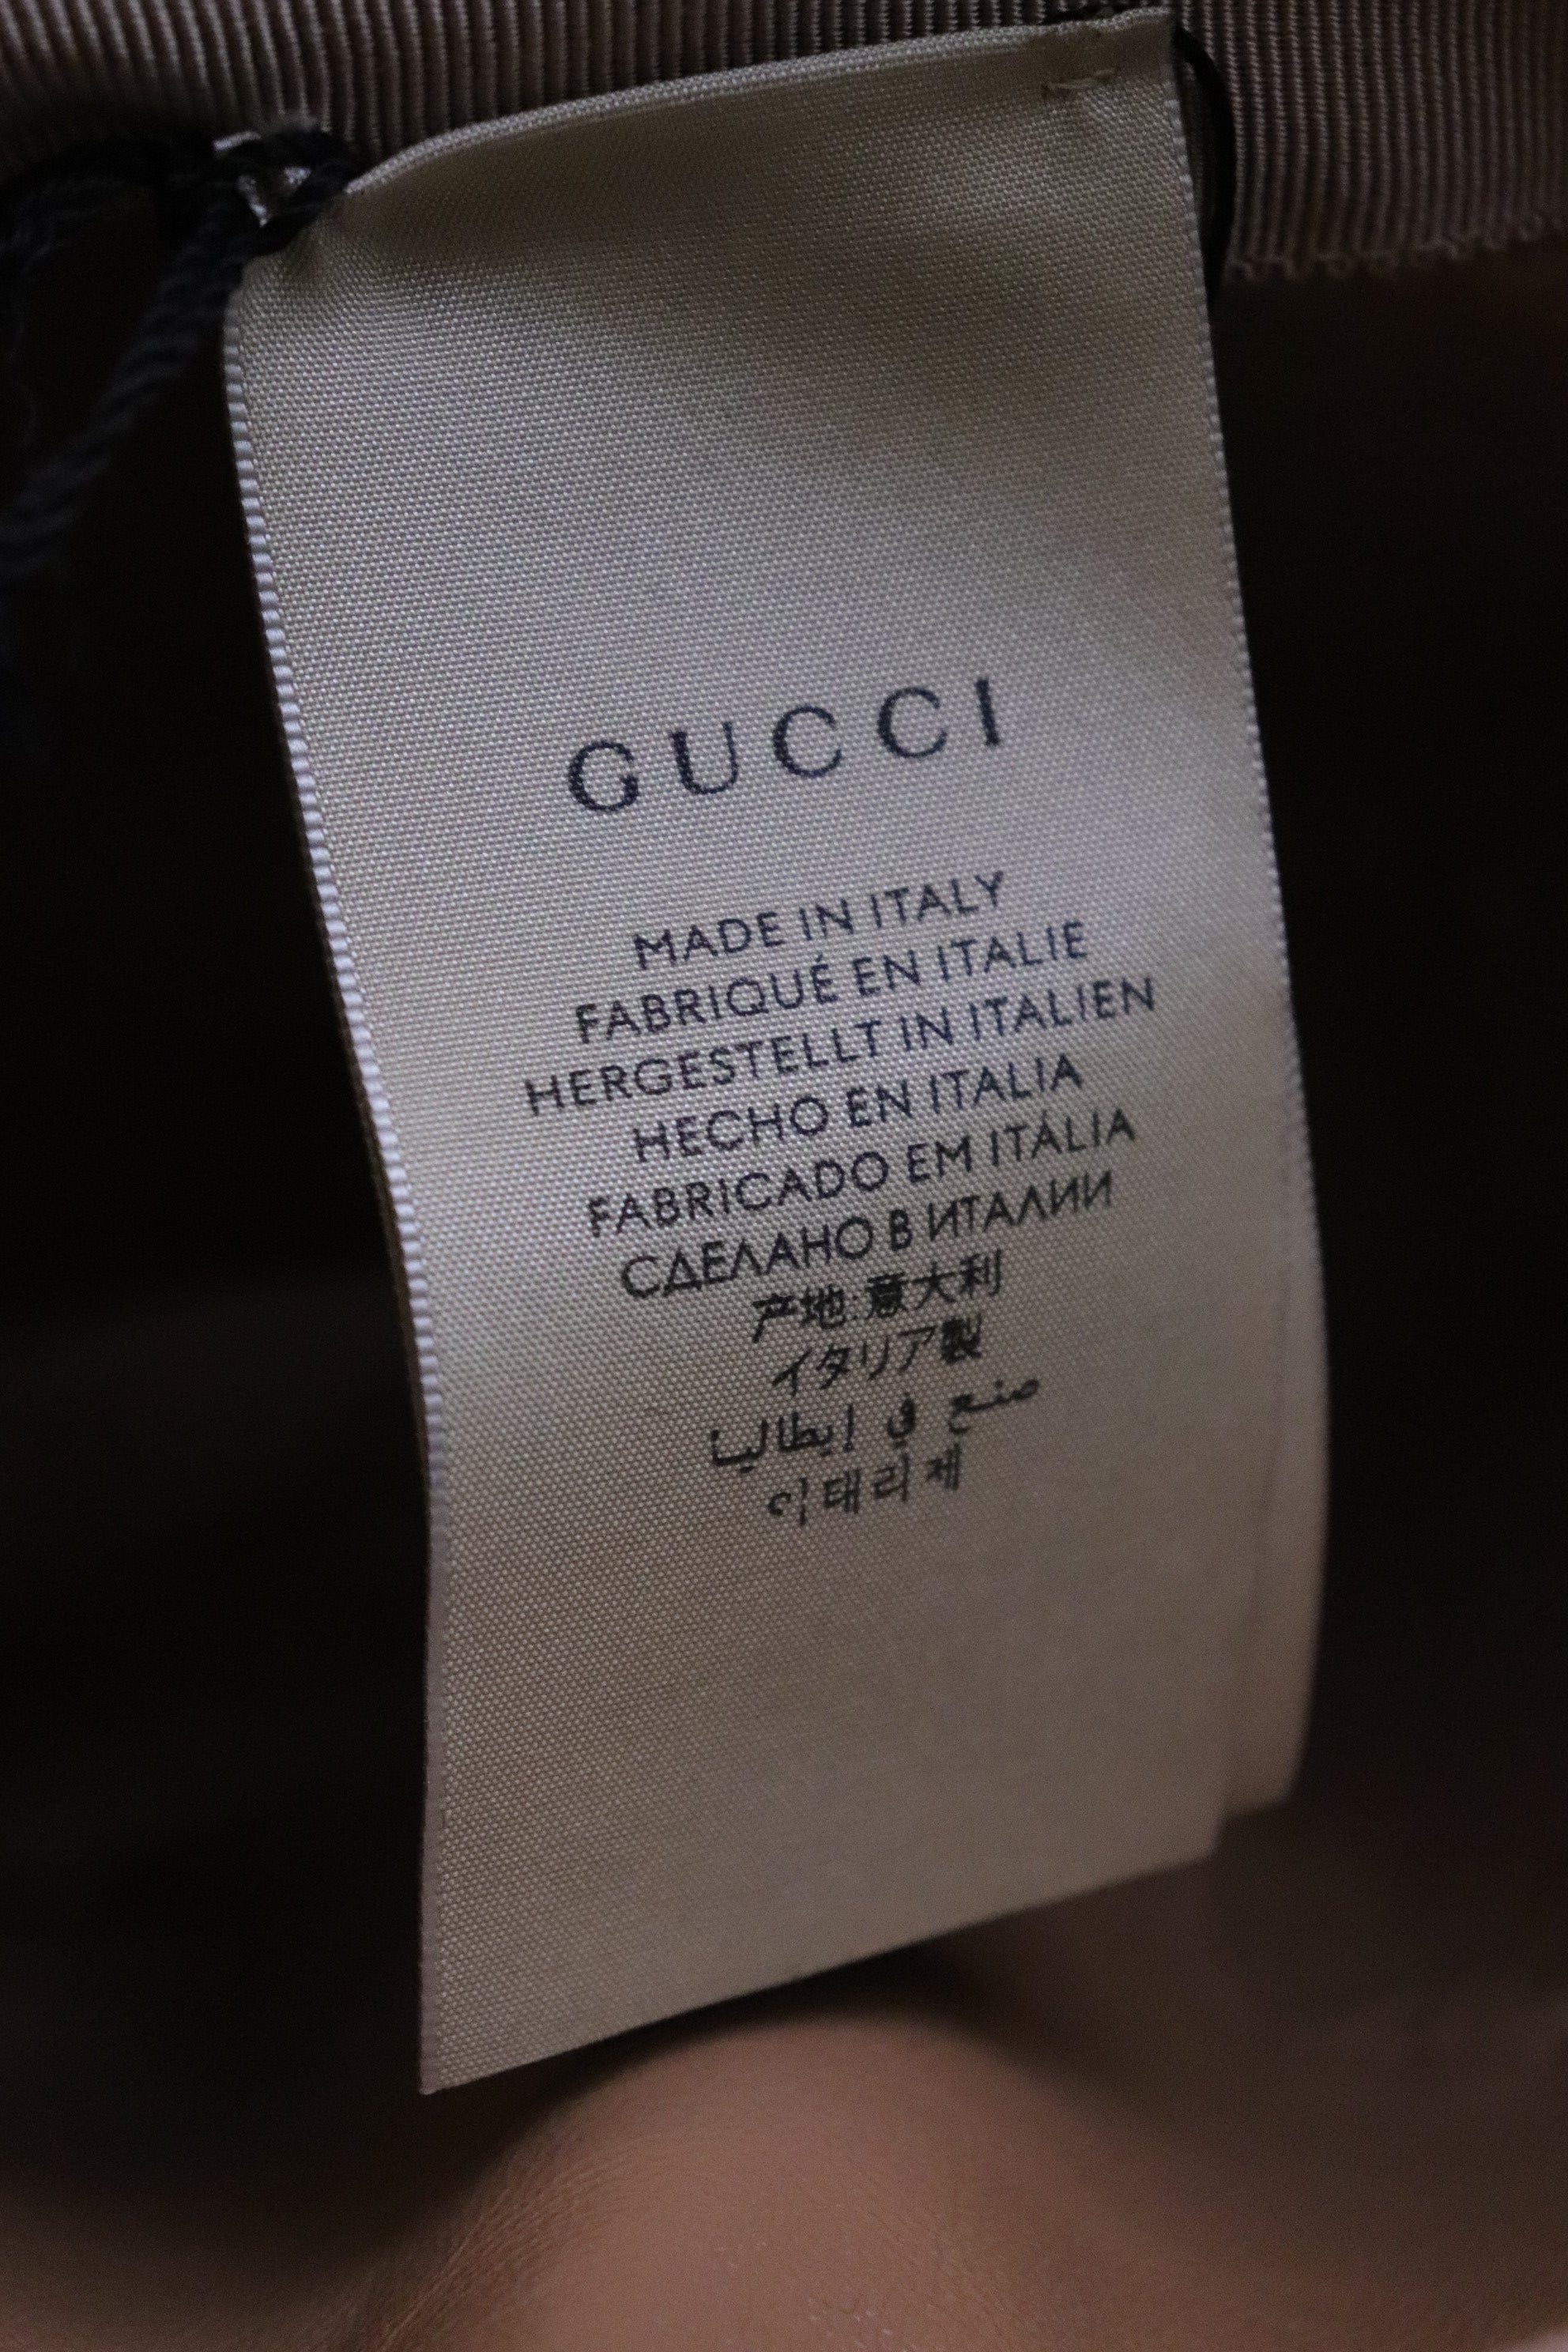 GUCCI
MADE IN ITALY
FABRIQUÉ EN ITALIE
HERGESTELLT IN ITALIEN
HECHO EN ITALIA
FABRICADO EM ITÁLIA
СДЕЛАНО В ИТАЛИИ
产地:意大利
イタリア製
صنع في إيطاليا
이태리제